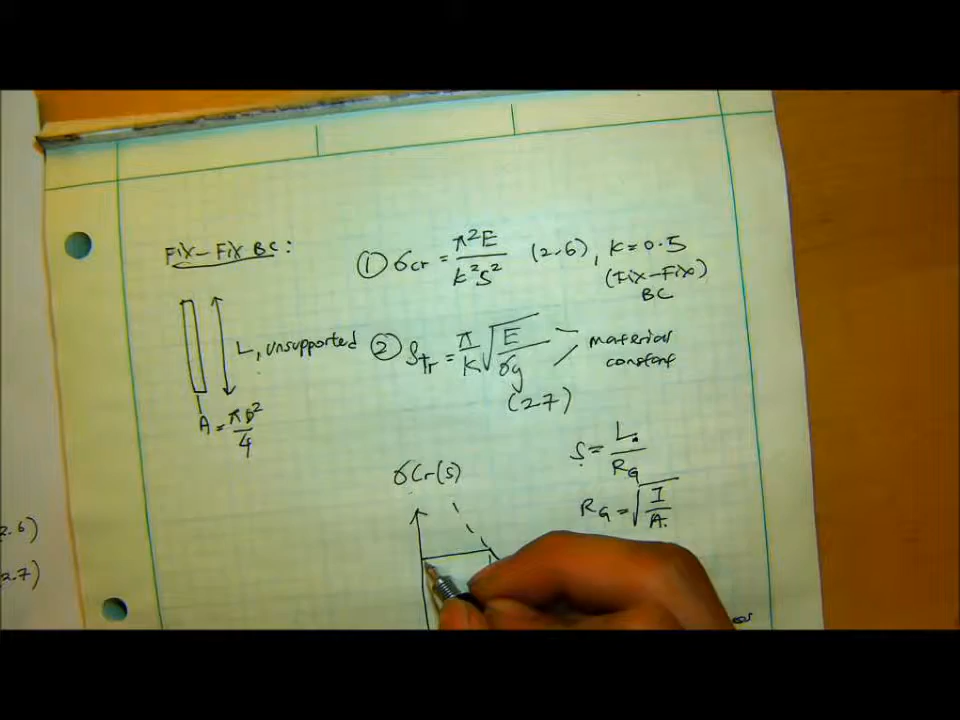 Fix-Fix BC:
① σcr = π²E / k²S² (2.6), k = 0.5
(Fix-Fix)
BC
L, unsupported
② Str = π/k √(E/σy)
material
constant
(2.7)
A = πD²/4
S = L / RG
σcr(s)
RG = √(I/A)
2.6)
2.7)